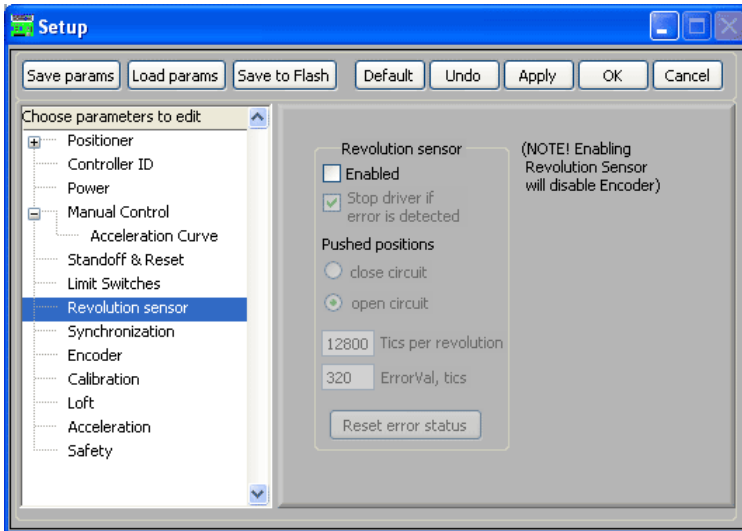 Setup
Save params Load params Save to Flash Default Undo Apply OK Cancel
Choose parameters to edit
Positioner
Controller ID
Power
Manual Control
Acceleration Curve
Standoff & Reset
Limit Switches
Revolution sensor
Synchronization
Encoder
Calibration
Loft
Acceleration
Safety
Revolution sensor
Enabled
Stop driver if
error is detected
Pushed positions
close circuit
open circuit
12800 Tics per revolution
320 ErrorVal, tics
Reset error status
(NOTE! Enabling
Revolution Sensor
will disable Encoder)